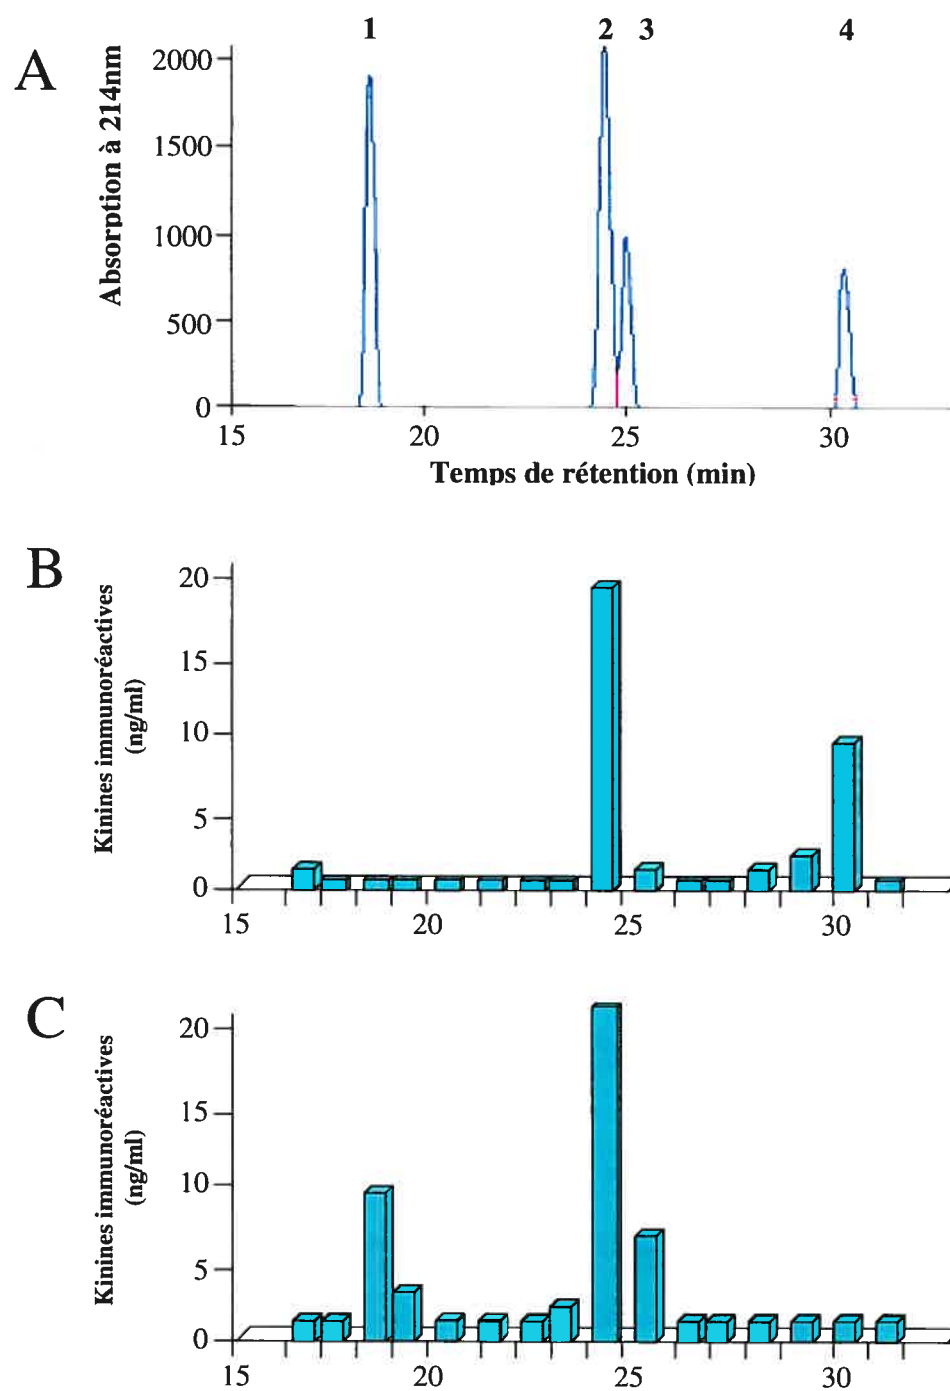 1 2 3 4
A
Absorption à 214nm
2000
1500
1000
500
0
15 20 25 30
Temps de rétention (min)
B
Kinines immunoréactives
(ng/ml)
20
15
10
5
0
15 20 25 30
C
Kinines immunoréactives
(ng/ml)
20
15
10
5
0
15 20 25 30